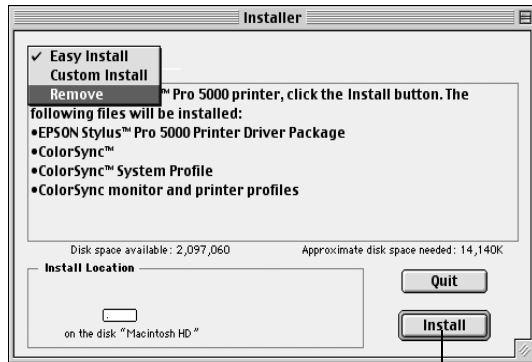 Installer
✓ Easy Install
Custom Install
Remove
™ Pro 5000 printer, click the Install button. The
following files will be installed:
•EPSON Stylus™ Pro 5000 Printer Driver Package
•ColorSync™
•ColorSync™ System Profile
•ColorSync monitor and printer profiles
Disk space available: 2,097,060 Approximate disk space needed: 14,140K
Install Location
on the disk "Macintosh HD"
Quit
Install